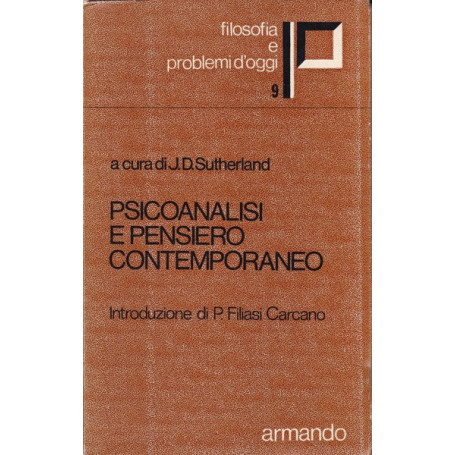 filosofia
e
problemi d'oggi
9
a cura di J.D.Sutherland
PSICOANALISI
E PENSIERO
CONTEMPORANEO
Introduzione di P. Filiasi Carcano
armando